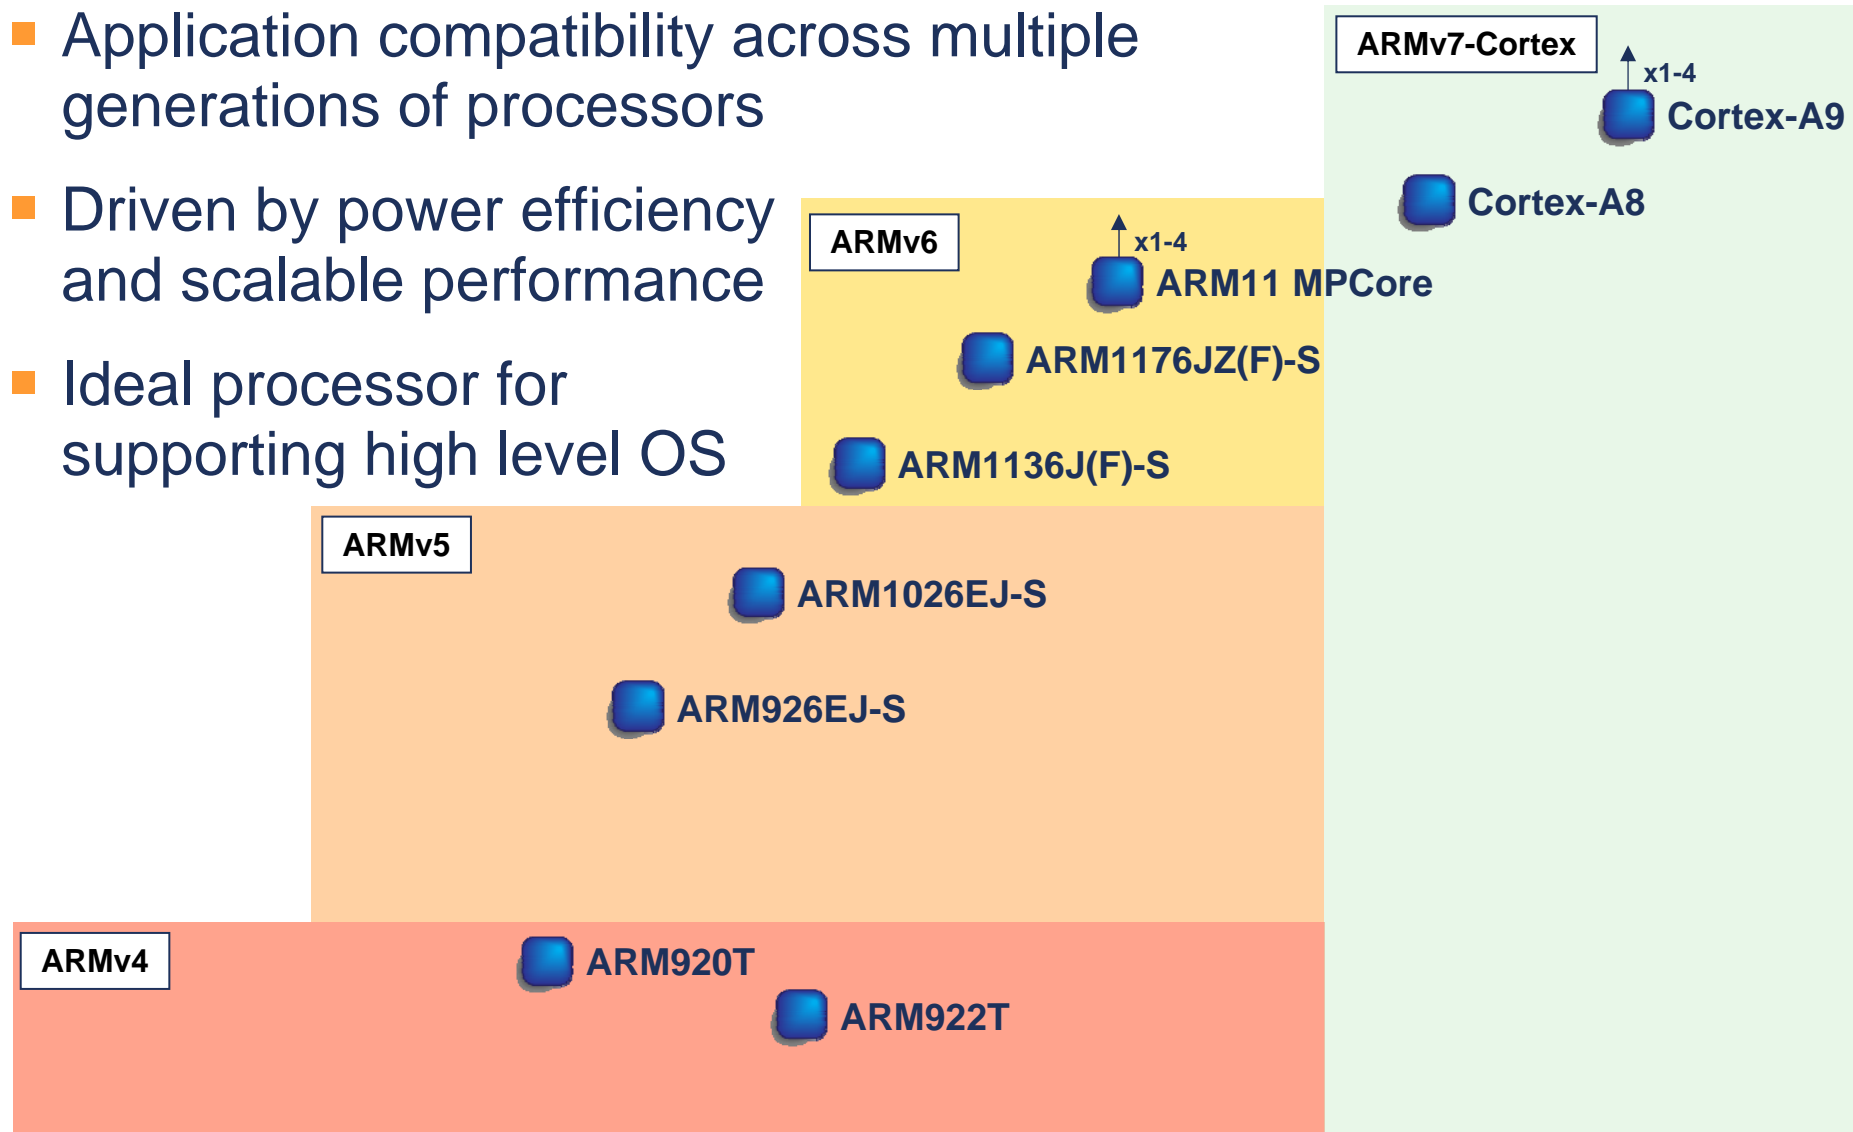 Application compatibility across multiple
generations of processors
Driven by power efficiency
and scalable performance
Ideal processor for
supporting high level OS
ARMv7-Cortex
x1-4
Cortex-A9
Cortex-A8
ARMv6
x1-4
ARM11 MPCore
ARM1176JZ(F)-S
ARM1136J(F)-S
ARMv5
ARM1026EJ-S
ARM926EJ-S
ARMv4
ARM920T
ARM922T